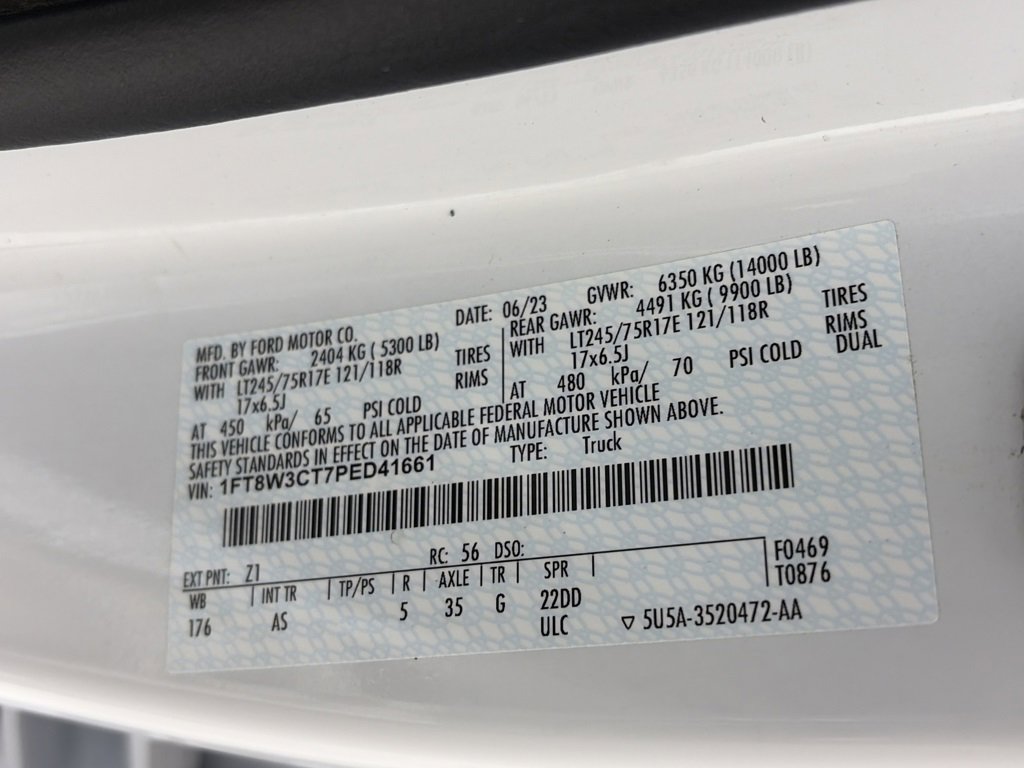 MFD. BY FORD MOTOR CO.
DATE: 06/23 GVWR: 6350 KG (14000 LB)
FRONT GAWR: 2404 KG ( 5300 LB)
REAR GAWR: 4491 KG ( 9900 LB)
WITH LT245/75R17E 121/118R TIRES
WITH LT245/75R17E 121/118R TIRES
17x6.5J RIMS
17x6.5J RIMS
AT 450 kPa/ 65 PSI COLD
AT 480 kPa/ 70 PSI COLD DUAL
THIS VEHICLE CONFORMS TO ALL APPLICABLE FEDERAL MOTOR VEHICLE
SAFETY STANDARDS IN EFFECT ON THE DATE OF MANUFACTURE SHOWN ABOVE.
VIN: 1FT8W3CT7PED41661 TYPE: Truck
EXT PNT: Z1 RC: 56 DSO:
WB INT TR TP/PS R AXLE TR SPR
176 AS 5 35 G 22DD
ULC
F0469
T0876
▽ 5U5A-3520472-AA